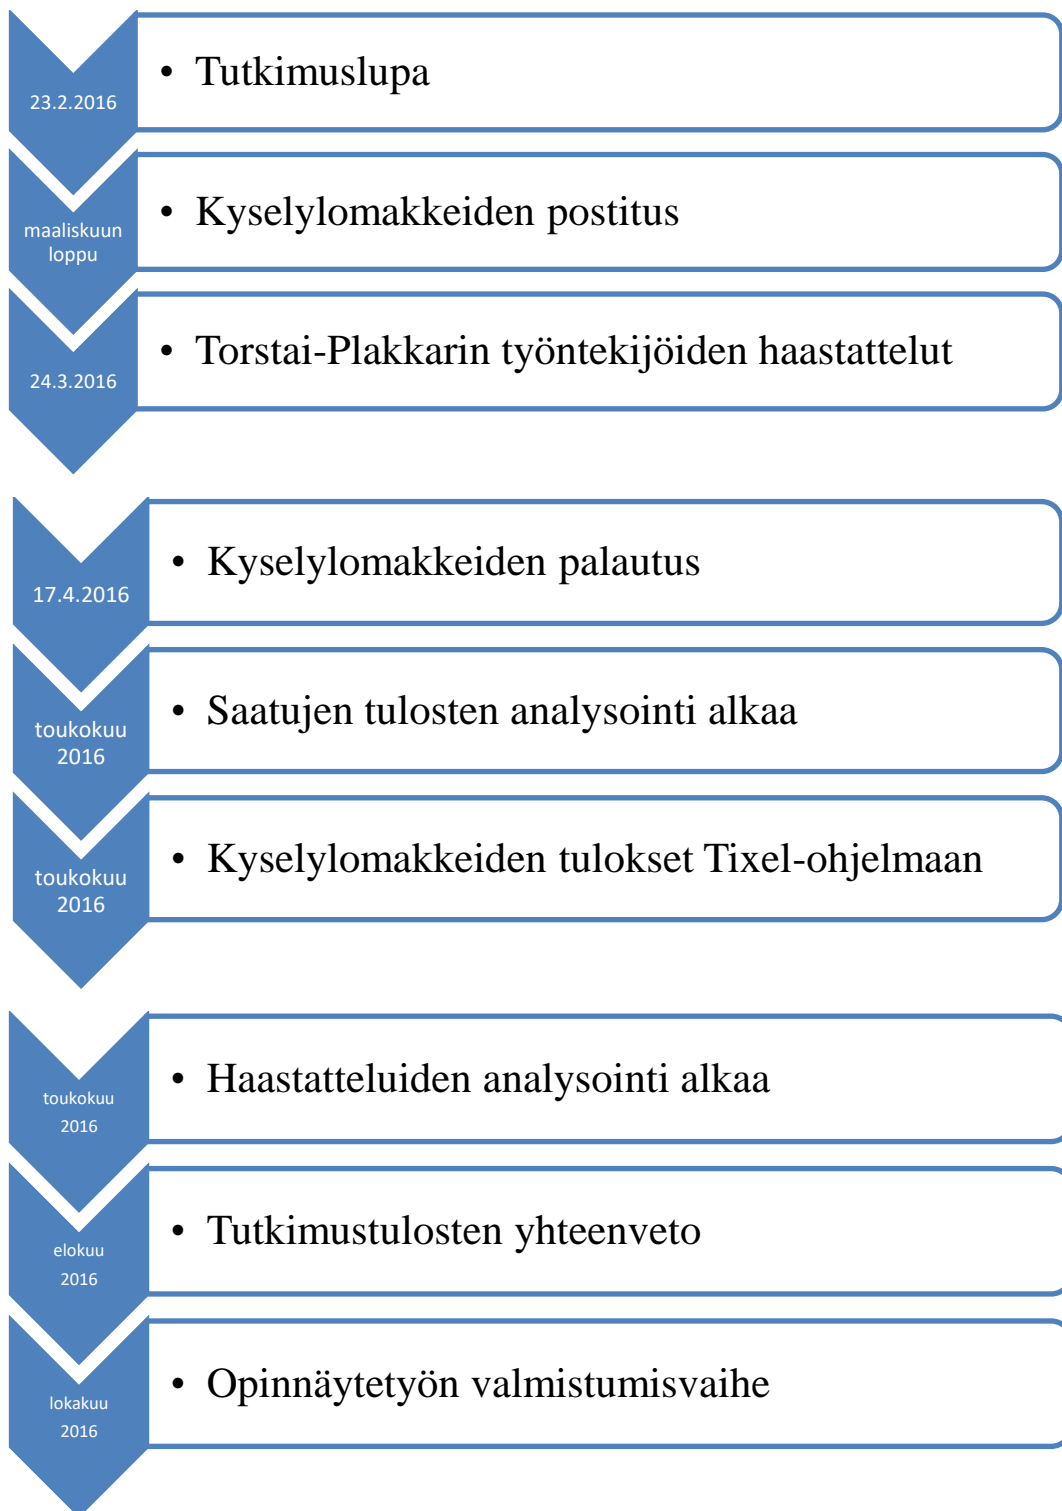 23.2.2016
• Tutkimuslupa
maaliskuun
loppu
• Kyselylomakkeiden postitus
24.3.2016
• Torstai-Plakkarin työntekijöiden haastattelut
17.4.2016
• Kyselylomakkeiden palautus
toukokuu
2016
• Saatujen tulosten analysointi alkaa
toukokuu
2016
• Kyselylomakkeiden tulokset Tixel-ohjelmaan
toukokuu
2016
• Haastatteluiden analysointi alkaa
elokuu
2016
• Tutkimustulosten yhteenveto
lokakuu
2016
• Opinnäytetyön valmistumisvaihe